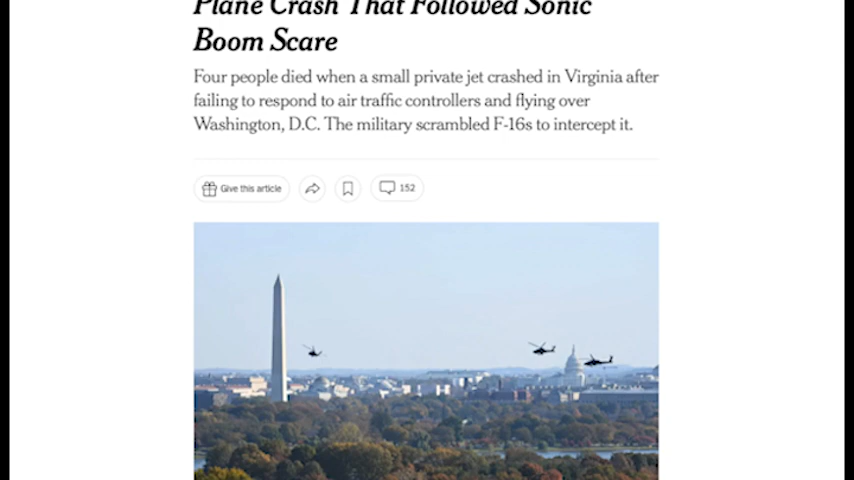 Plane Crash That Followed Sonic
Boom Scare
Four people died when a small private jet crashed in Virginia after
failing to respond to air traffic controllers and flying over
Washington, D.C. The military scrambled F-16s to intercept it.
Give this article
152